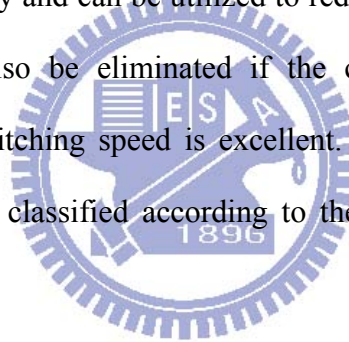 y and can be utilized to red
so be eliminated if the c
itching speed is excellent.
classified according to the
E S A
1896